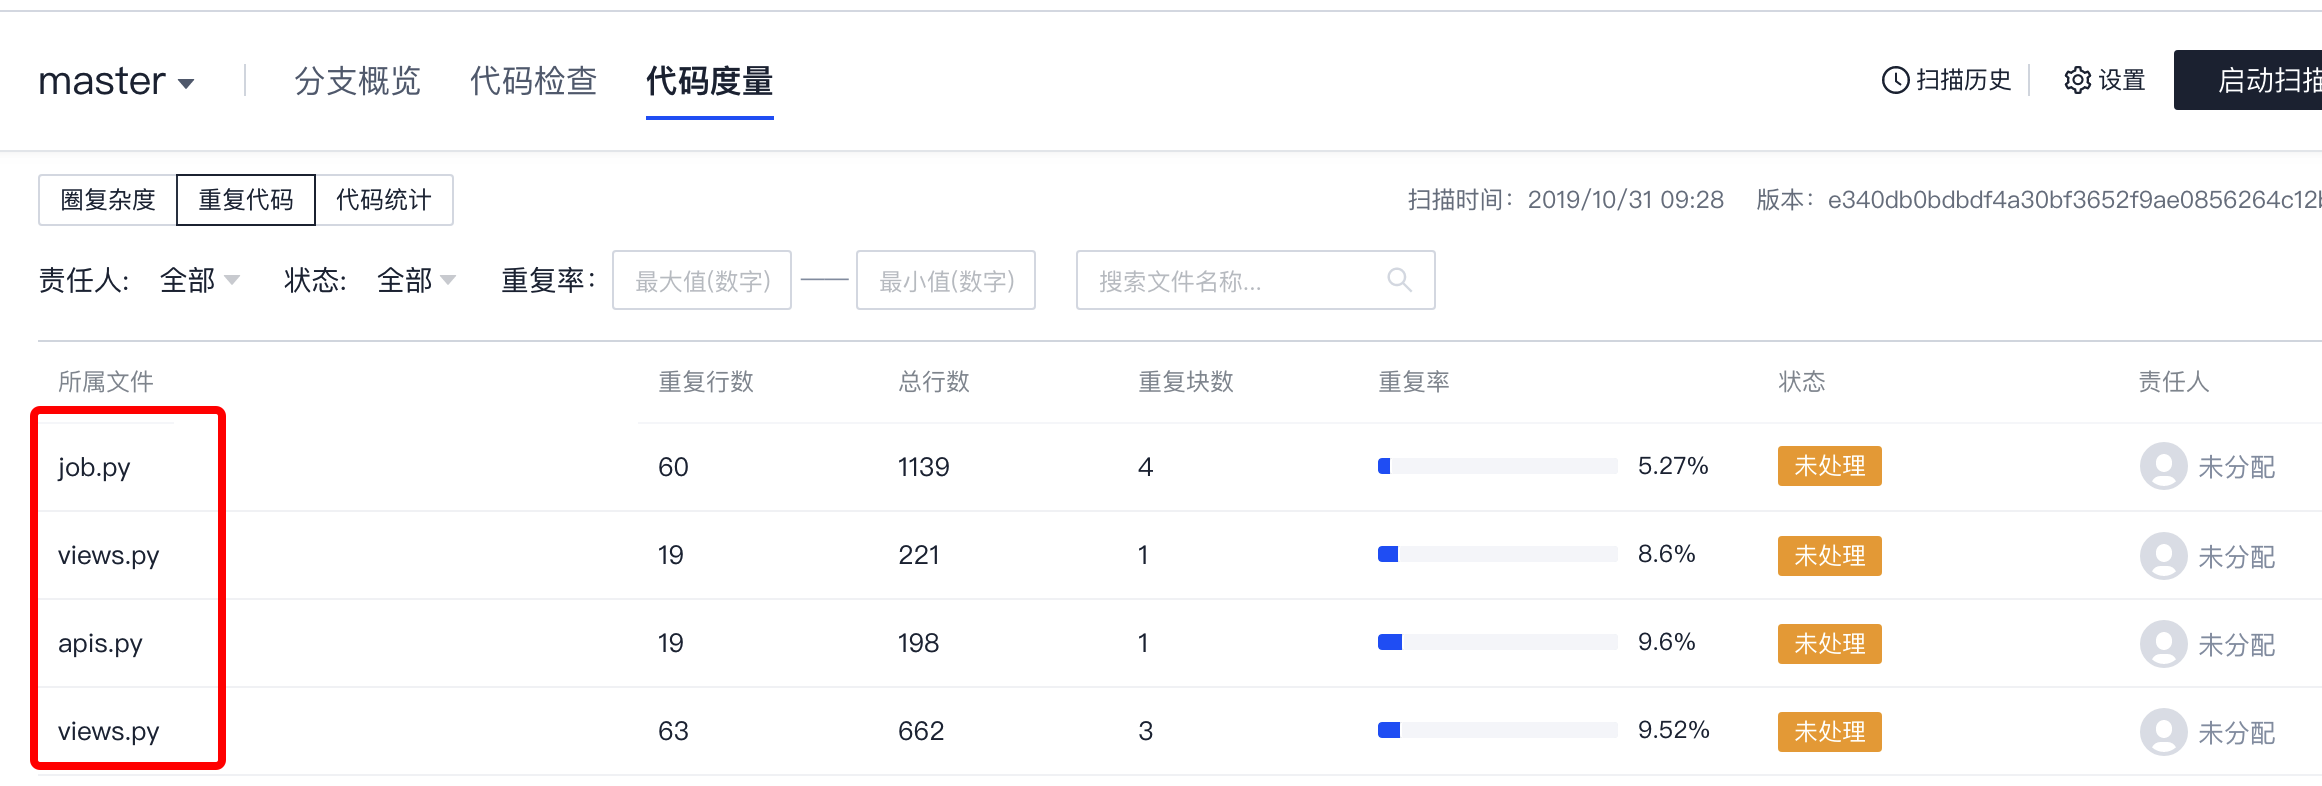 master 分支概览 代码检查 代码度量 扫描历史 设置 启动扫描
圈复杂度 重复代码 代码统计 扫描时间：2019/10/31 09:28 版本：e340db0bdbdf4a30bf3652f9ae0856264c12b
责任人: 全部 状态: 全部 重复率： 最大值(数字) —— 最小值(数字) 搜索文件名称...
所属文件 重复行数 总行数 重复块数 重复率 状态 责任人
job.py 60 1139 4 5.27% 未处理 未分配
views.py 19 221 1 8.6% 未处理 未分配
apis.py 19 198 1 9.6% 未处理 未分配
views.py 63 662 3 9.52% 未处理 未分配